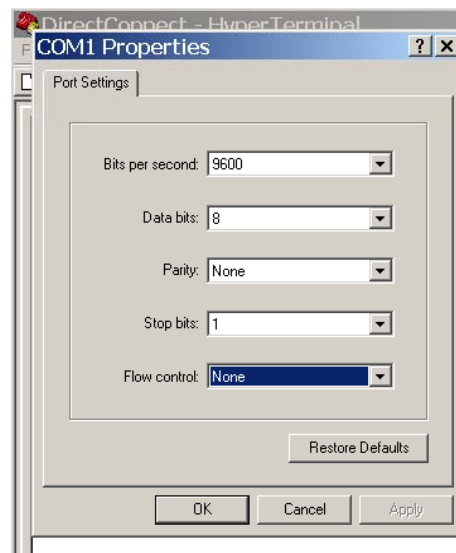 DirectConnect - HyperTerminal
F
COM1 Properties
Port Settings
Bits per second: 9600
Data bits: 8
Parity: None
Stop bits: 1
Flow control: None
Restore Defaults
OK Cancel Apply